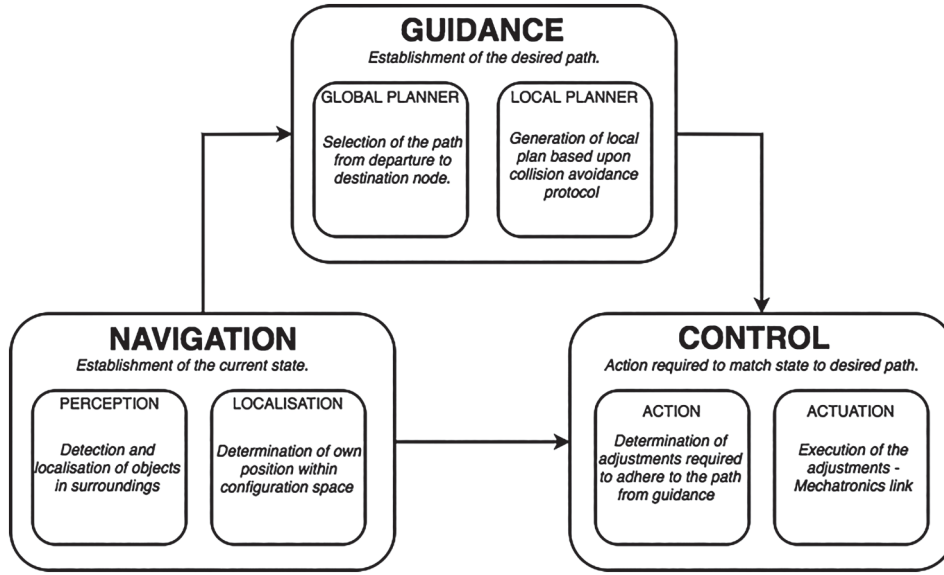 GUIDANCE
Establishment of the desired path.
GLOBAL PLANNER
Selection of the path
from departure to
destination node.
LOCAL PLANNER
Generation of local
plan based upon
collision avoidance
protocol
NAVIGATION
Establishment of the current state.
PERCEPTION
Detection and
localisation of objects
in surroundings
LOCALISATION
Determination of own
position within
configuration space
CONTROL
Action required to match state to desired path.
ACTION
Determination of
adjustments required
to adhere to the path
from guidance
ACTUATION
Execution of the
adjustments -
Mechatronics link